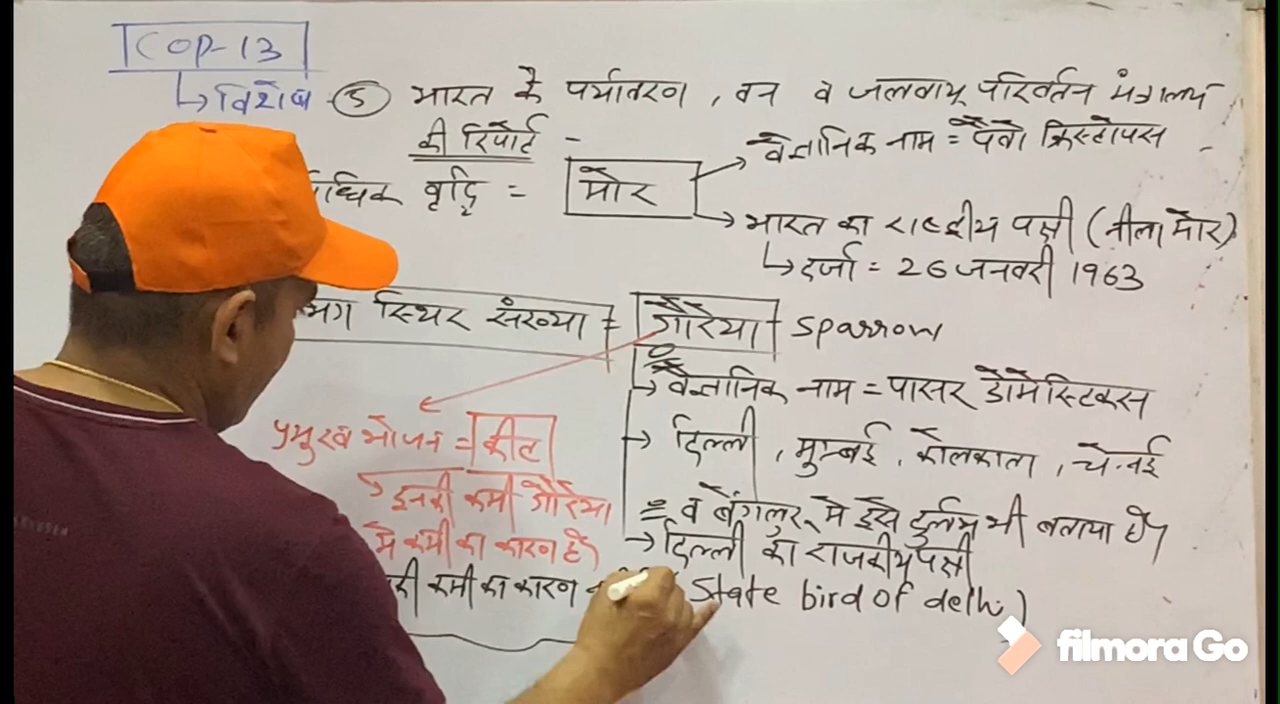 COP-13
विशेष (5) भारत के पर्यावरण, वन व जलवायु परिवर्तन मंत्रालय
की रिपोर्ट -
वैज्ञानिक नाम = पैवो क्रिस्टोपस
धिक वृद्धि = मोर
भारत का राष्ट्रीय पक्षी (नीला मोर)
दर्जा = 26 जनवरी 1963
भग स्थिर संख्या = गौरैया sparrow
वैज्ञानिक नाम = पासर डोमेस्टिकस
प्रमुख भोजन = कीट
दिल्ली, मुम्बई, कोलकाता, चेन्नई
इनकी कमी गौरैया
व बेंगलुरू मे इसे दुर्लभ भी बताया है
मे कमी का कारण है
दिल्ली का राजकीय पक्षी
की कमी का कारण
State bird of delhi)
filmora Go